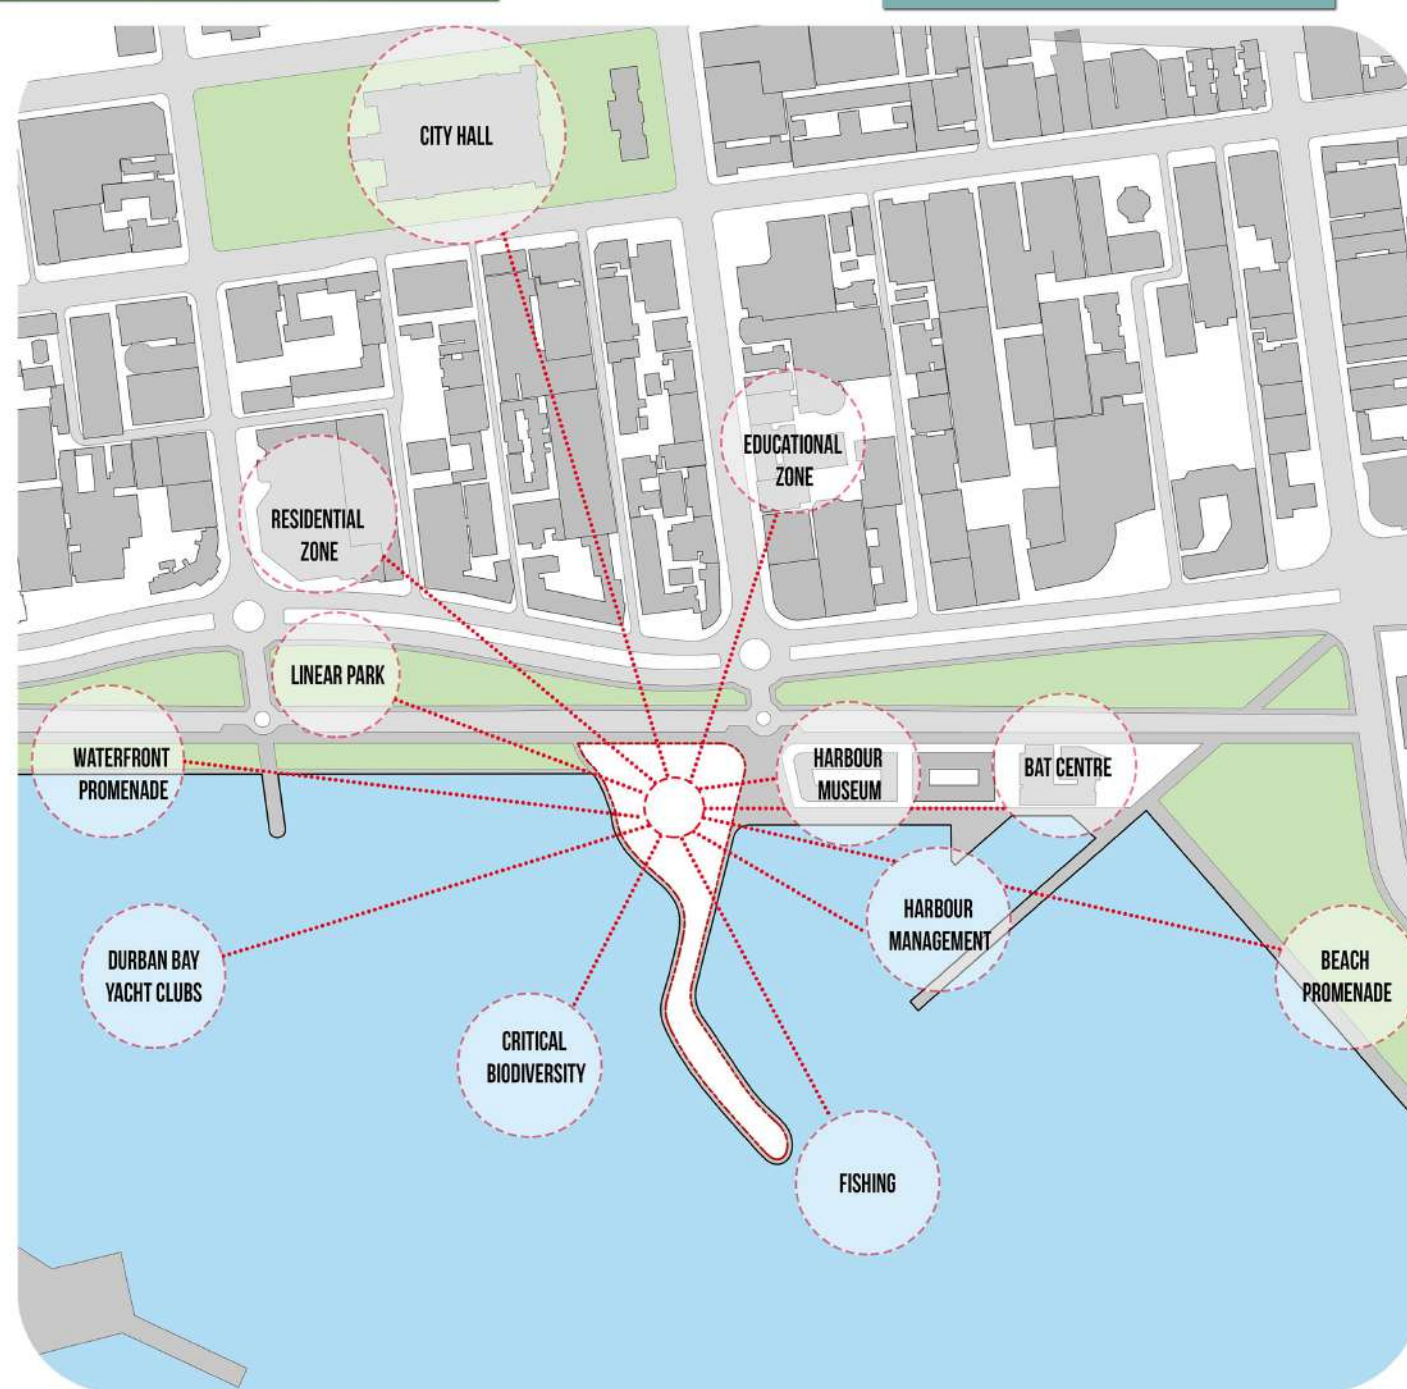 CITY HALL
EDUCATIONAL
ZONE
RESIDENTIAL
ZONE
LINEAR PARK
WATERFRONT
PROMENADE
HARBOUR
MUSEUM
BAT CENTRE
HARBOUR
MANAGEMENT
DURBAN BAY
YACHT CLUBS
BEACH
PROMENADE
CRITICAL
BIODIVERSITY
FISHING